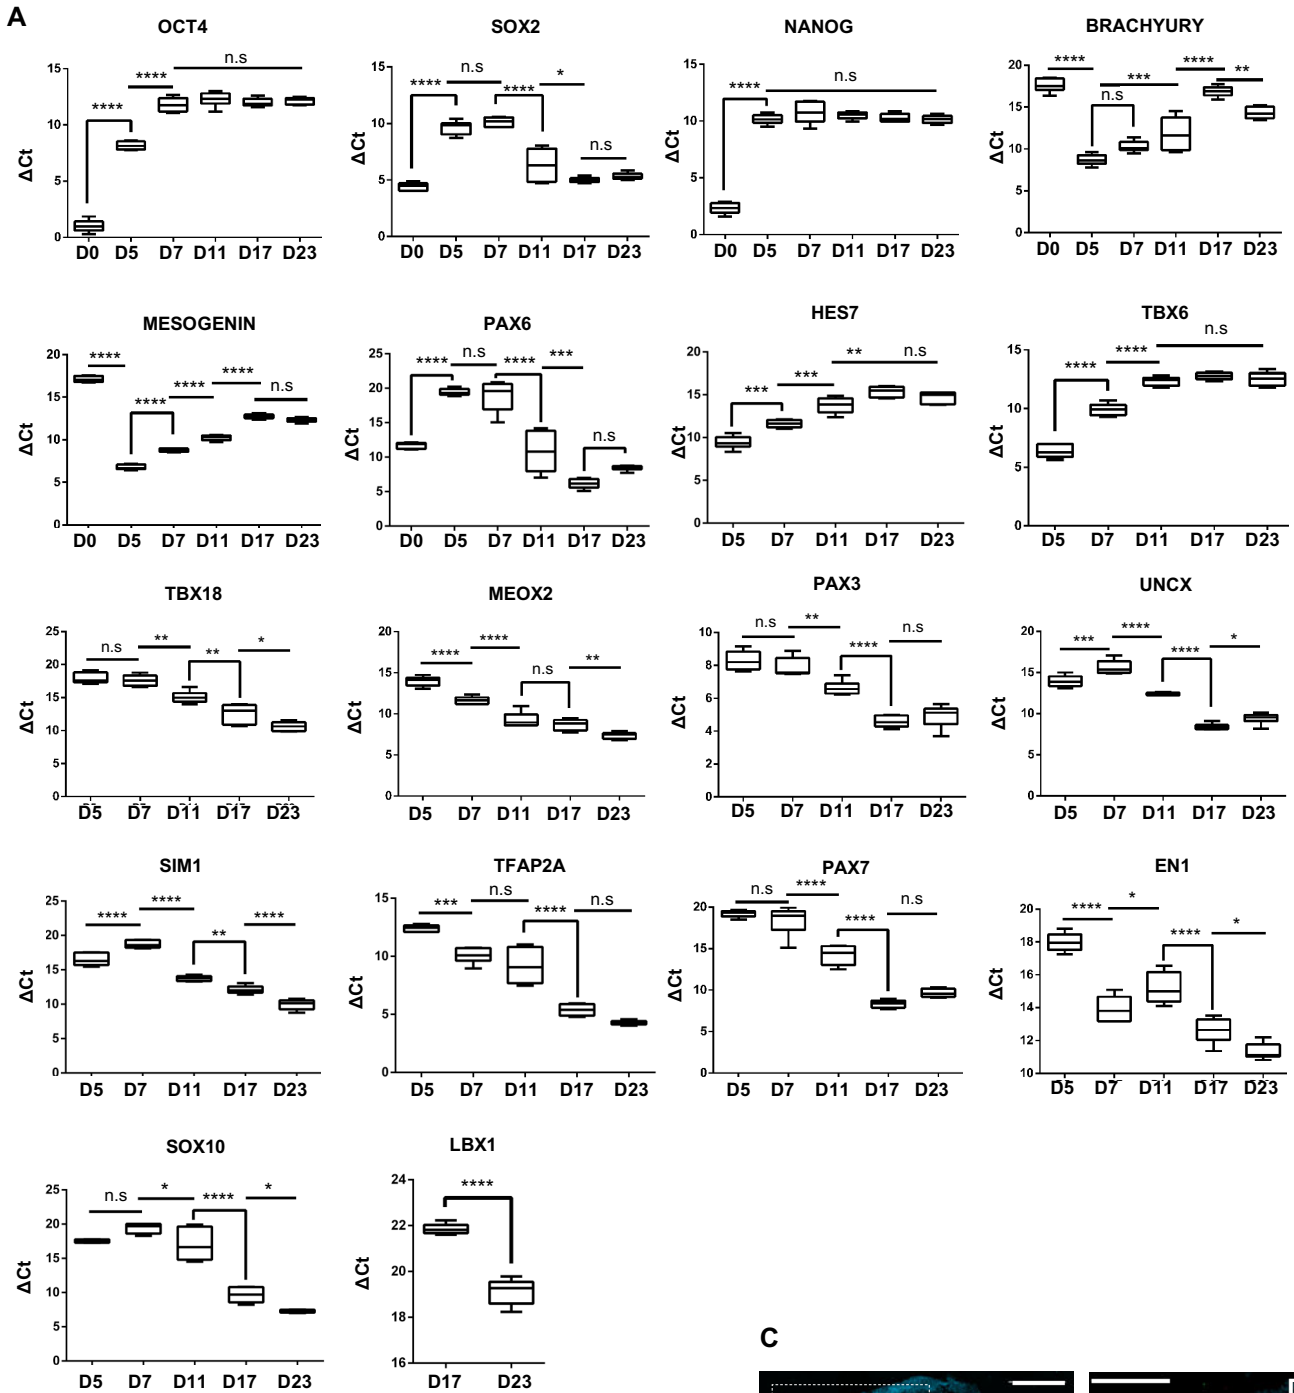 A
OCT4
ΔCt
15
10
5
0
****
****
n.s
D0 D5 D7 D11 D17 D23
SOX2
ΔCt
15
10
5
0
****
n.s
****
*
n.s
D0 D5 D7 D11 D17 D23
NANOG
ΔCt
15
10
5
0
****
n.s
D0 D5 D7 D11 D17 D23
BRACHYURY
ΔCt
20
15
10
5
0
****
n.s
***
****
**
D0 D5 D7 D11 D17 D23
MESOGENIN
ΔCt
20
15
10
5
0
****
****
****
****
n.s
D0 D5 D7 D11 D17 D23
PAX6
ΔCt
25
20
15
10
5
0
****
n.s
****
***
n.s
D0 D5 D7 D11 D17 D23
HES7
ΔCt
20
15
10
5
0
***
***
**
n.s
D5 D7 D11 D17 D23
TBX6
ΔCt
15
10
5
0
****
****
n.s
D5 D7 D11 D17 D23
TBX18
ΔCt
25
20
15
10
5
0
n.s
**
**
*
D5 D7 D11 D17 D23
MEOX2
ΔCt
20
15
10
5
0
****
****
n.s
**
D5 D7 D11 D17 D23
PAX3
ΔCt
10
8
6
4
2
0
n.s
**
****
n.s
D5 D7 D11 D17 D23
UNCX
ΔCt
20
15
10
5
0
***
****
****
*
D5 D7 D11 D17 D23
SIM1
ΔCt
25
20
15
10
5
0
****
****
**
****
D5 D7 D11 D17 D23
TFAP2A
ΔCt
15
10
5
0
***
n.s
****
n.s
D5 D7 D11 D17 D23
PAX7
ΔCt
20
15
10
5
0
n.s
****
****
n.s
D5 D7 D11 D17 D23
EN1
ΔCt
20
18
16
14
12
10
****
*
****
*
D5 D7 D11 D17 D23
SOX10
ΔCt
25
20
15
10
5
0
n.s
*
****
*
D5 D7 D11 D17 D23
LBX1
ΔCt
24
22
20
18
16
****
D17 D23
C